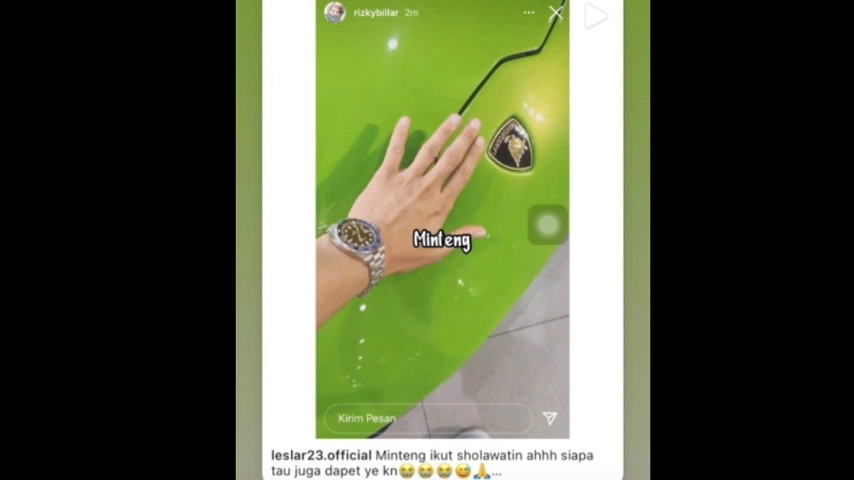 rizkybillar 2m
Minteng
Kirim Pesan
leslar23.official Minteng ikut sholawatin ahhh siapa
tau juga dapet ye kn😭😭😭😅🙏...